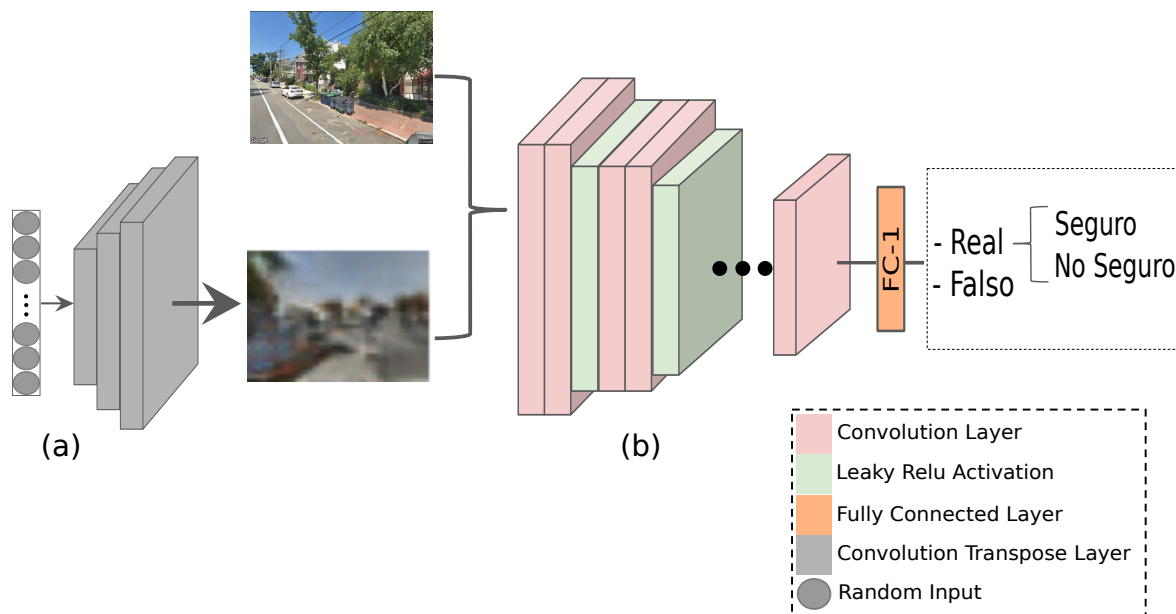 Google
FC-1
- Real
- Falso
Seguro
No Seguro
(a)
(b)
Convolution Layer
Leaky Relu Activation
Fully Connected Layer
Convolution Transpose Layer
Random Input